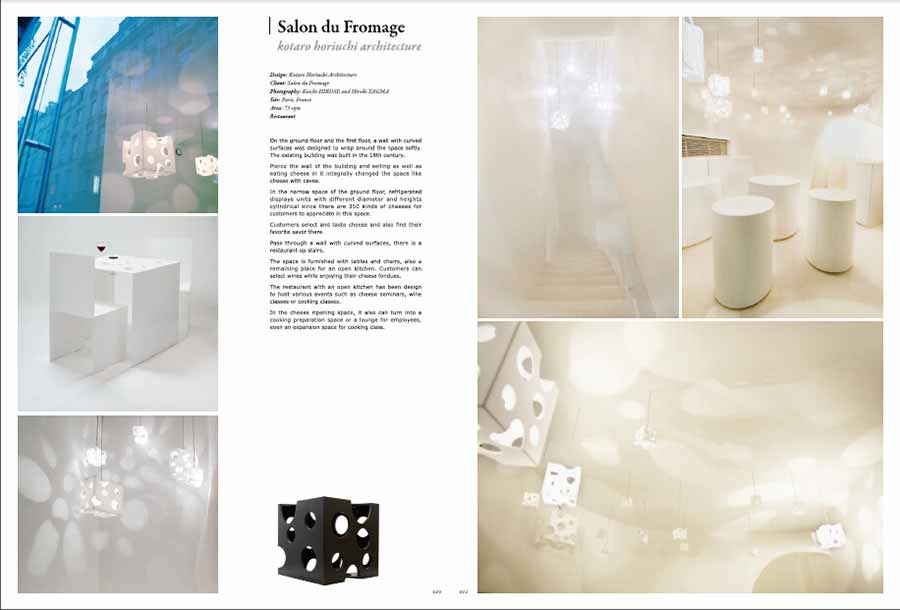 Salon du Fromage
kotaro horiuchi architecture
Design: Kotaro Horiuchi Architecture
Client: Salon du Fromage
Photography: Koichi HIROSE and Hiroki TAGMA
Site: Paris, France
Area: 75 sqm
Restaurant
On the ground floor and the first floor, a wall with curved
surfaces was designed to wrap around the space softly.
The existing building was built in the 18th century.
Pierce the wall of the building and selling as well as
eating cheese in it integrally changed the space like
cheese with caves.
In the narrow space of the ground floor, refrigerated
displays units with different diameter and heights
cylindrical since there are 350 kinds of cheeses for
customers to appreciate in this space.
Customers select and taste cheese and also find their
favorite savor there.
Pass through a wall with curved surfaces, there is a
restaurant up stairs.
The space is furnished with tables and chairs, also a
remaining place for an open kitchen. Customers can
select wines while enjoying their cheese fondues.
The restaurant with an open kitchen has been design
to host various events such as cheese seminars, wine
classes or cooking classes.
In the cheese ripening space, it also can turn into a
cooking preparation space or a lounge for employees,
even an expansion space for cooking class.